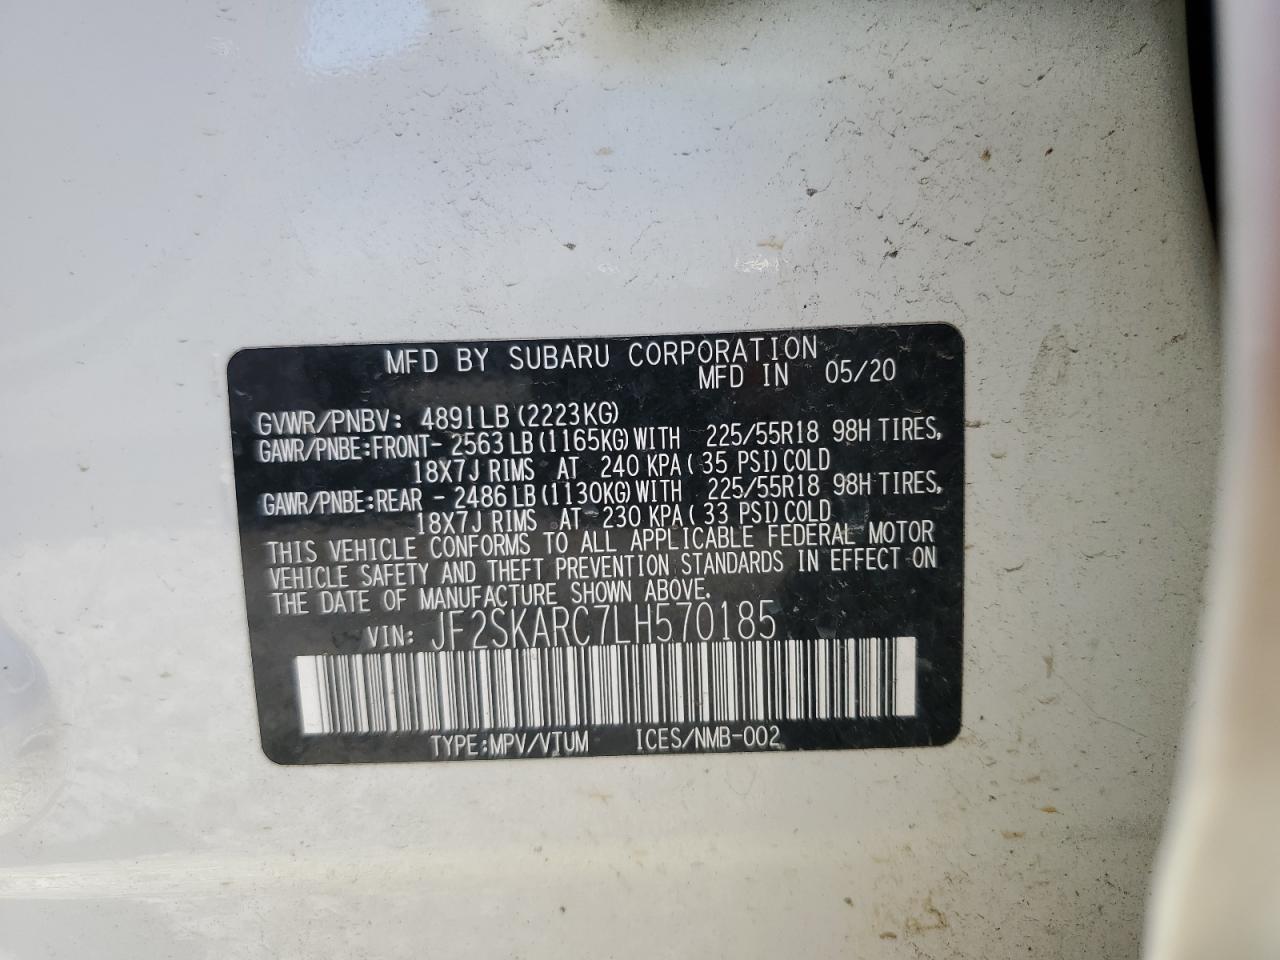 MFD BY SUBARU CORPORATION
MFD IN 05/20
GVWR/PNBV: 4891LB (2223KG)
GAWR/PNBE:FRONT- 2563LB(1165KG)WITH 225/55R18 98H TIRES,
18X7J RIMS AT 240 KPA( 35 PSI)COLD
GAWR/PNBE:REAR - 2486LB(1130KG)WITH 225/55R18 98H TIRES,
18X7J RIMS AT 230 KPA( 33 PSI)COLD
THIS VEHICLE CONFORMS TO ALL APPLICABLE FEDERAL MOTOR
VEHICLE SAFETY AND THEFT PREVENTION STANDARDS IN EFFECT ON
THE DATE OF MANUFACTURE SHOWN ABOVE.
VIN: JF2SKARC7LH570185
TYPE:MPV/VTUM ICES/NMB-002